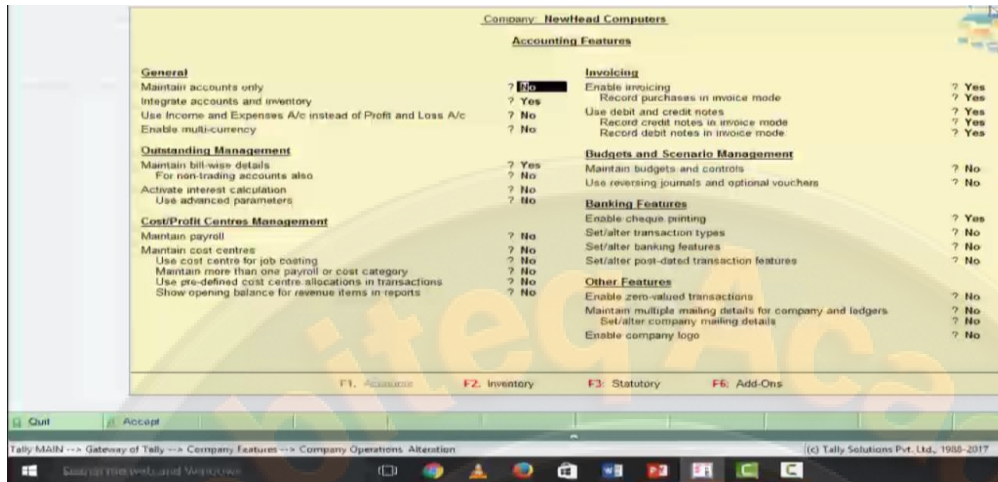 Company: NewHead Computers
Accounting Features
General
Maintain accounts only ? No
Integrate accounts and inventory ? Yes
Use Income and Expenses A/c instead of Profit and Loss A/c ? No
Enable multi-currency ? No
Outstanding Management
Maintain bill-wise details ? Yes
For non-trading accounts also ? No
Activate interest calculation ? No
Use advanced parameters ? No
Cost/Profit Centres Management
Maintain payroll ? No
Maintain cost centres ? No
Use cost centre for job costing ? No
Maintain more than one payroll or cost category ? No
Use pre-defined cost centre allocations in transactions ? No
Show opening balance for revenue items in reports ? No
Invoicing
Enable invoicing ? Yes
Record purchases in invoice mode ? Yes
Use debit and credit notes ? Yes
Record credit notes in invoice mode ? Yes
Record debit notes in invoice mode ? Yes
Budgets and Scenario Management
Maintain budgets and controls ? No
Use reversing journals and optional vouchers ? No
Banking Features
Enable cheque printing ? Yes
Set/alter transaction types ? No
Set/alter banking features ? No
Set/alter post-dated transaction features ? No
Other Features
Enable zero-valued transactions ? No
Maintain multiple mailing details for company and ledgers ? No
Set/alter company mailing details ? No
Enable company logo ? No
F1: Accounts F2: Inventory F3: Statutory F6: Add-Ons
biteq Aca
Q: Quit A: Accept
Tally MAIN --> Gateway of Tally --> Company Features --> Company Operations Alteration (c) Tally Solutions Pvt. Ltd., 1988-2017
Search the web and Windows